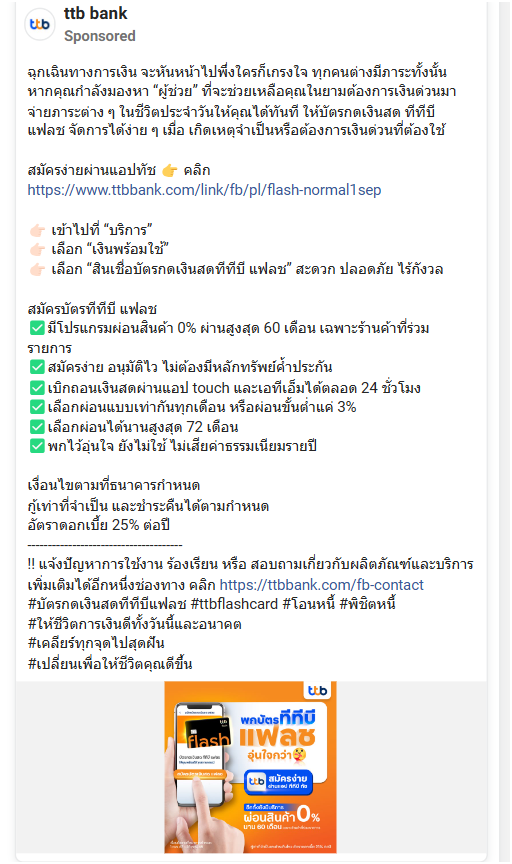 ttb bank
Sponsored
ttb
ฉุกเฉินทางการเงิน จะหันหน้าไปพึ่งใครก็เกรงใจ ทุกคนต่างมีภาระทั้งนั้น
หากคุณกำลังมองหา “ผู้ช่วย” ที่จะช่วยเหลือคุณในยามต้องการเงินด่วนมา
จ่ายภาระต่าง ๆ ในชีวิตประจำวันให้คุณได้ทันที ให้บัตรกดเงินสด ทีทีบี
แฟลช จัดการได้ง่าย ๆ เมื่อ เกิดเหตุจำเป็นหรือต้องการเงินด่วนที่ต้องใช้
สมัครง่ายผ่านแอปทัช 👉 คลิก
https://www.ttbbank.com/link/fb/pl/flash-normal1sep
👉🏻 เข้าไปที่ “บริการ”
👉🏻 เลือก “เงินพร้อมใช้”
👉🏻 เลือก “สินเชื่อบัตรกดเงินสดทีทีบี แฟลช” สะดวก ปลอดภัย ไร้กังวล
สมัครบัตรทีทีบี แฟลช
✅มีโปรแกรมผ่อนสินค้า 0% ผ่านสูงสุด 60 เดือน เฉพาะร้านค้าที่ร่วม
รายการ
✅สมัครง่าย อนุมัติไว ไม่ต้องมีหลักทรัพย์ค้ำประกัน
✅เบิกถอนเงินสดผ่านแอป touch และเอทีเอ็มได้ตลอด 24 ชั่วโมง
✅เลือกผ่อนแบบเท่ากันทุกเดือน หรือผ่อนขั้นต่ำแค่ 3%
✅เลือกผ่อนได้นานสูงสุด 72 เดือน
✅พกไว้อุ่นใจ ยังไม่ใช้ ไม่เสียค่าธรรมเนียมรายปี
เงื่อนไขตามที่ธนาคารกำหนด
กู้เท่าที่จำเป็น และชำระคืนได้ตามกำหนด
อัตราดอกเบี้ย 25% ต่อปี
--------------------------------------
!! แจ้งปัญหาการใช้งาน ร้องเรียน หรือ สอบถามเกี่ยวกับผลิตภัณฑ์และบริการ
เพิ่มเติมได้อีกหนึ่งช่องทาง คลิก https://ttbbank.com/fb-contact
#บัตรกดเงินสดทีทีบีแฟลช #ttbflashcard #โอนหนี้ #พิชิตหนี้
#ให้ชีวิตการเงินดีทั้งวันนี้และอนาคต
#เคลียร์ทุกจุดไปสุดฝัน
#เปลี่ยนเพื่อให้ชีวิตคุณดีขึ้น
ttb
พกบัตรทีทีบี
แฟลช
อุ่นใจกว่า
flash
ttb สมัครง่าย
ผ่อนสินค้า 0%
นาน 60 เดือน